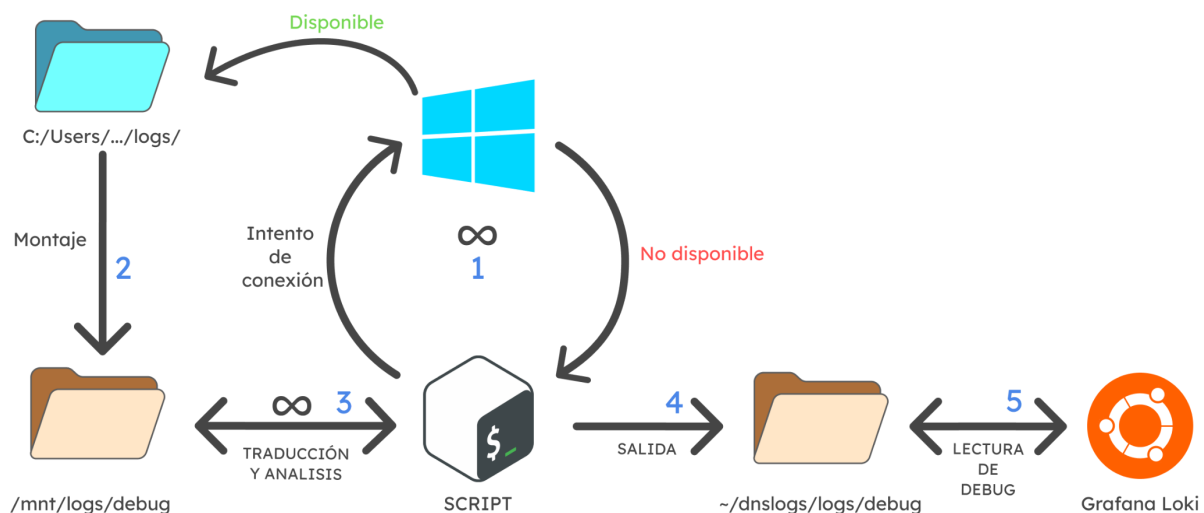 Disponible
C:/Users/.../logs/
Montaje
2
Intento
de
conexión
∞
1
No disponible
∞ 3
TRADUCCIÓN
Y ANALISIS
/mnt/logs/debug
$_
SCRIPT
4
SALIDA
~/dnslogs/logs/debug
5
LECTURA
DE
DEBUG
Grafana Loki